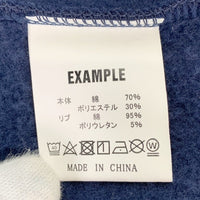 EXAMPLE
本体 綿 70%
ポリエステル 30%
リブ 綿 95%
ポリウレタン 5%
MADE IN CHINA